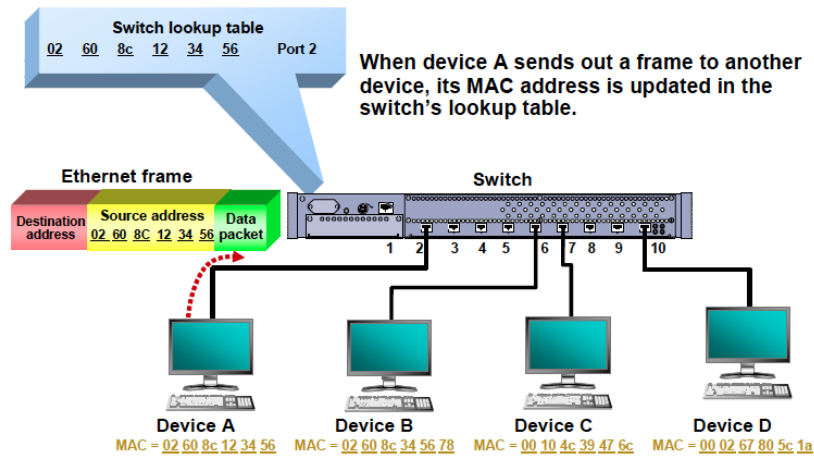 Switch lookup table
02 60 8c 12 34 56 Port 2
When device A sends out a frame to another
device, its MAC address is updated in the
switch's lookup table.
Ethernet frame
Switch
Destination
address
Source address
02 60 8C 12 34 56
Data
packet
1 2 3 4 5 6 7 8 9 10
Device A
MAC = 02 60 8c 12 34 56
Device B
MAC = 02 60 8c 34 56 78
Device C
MAC = 00 10 4c 39 47 6c
Device D
MAC = 00 02 67 80 5c 1a